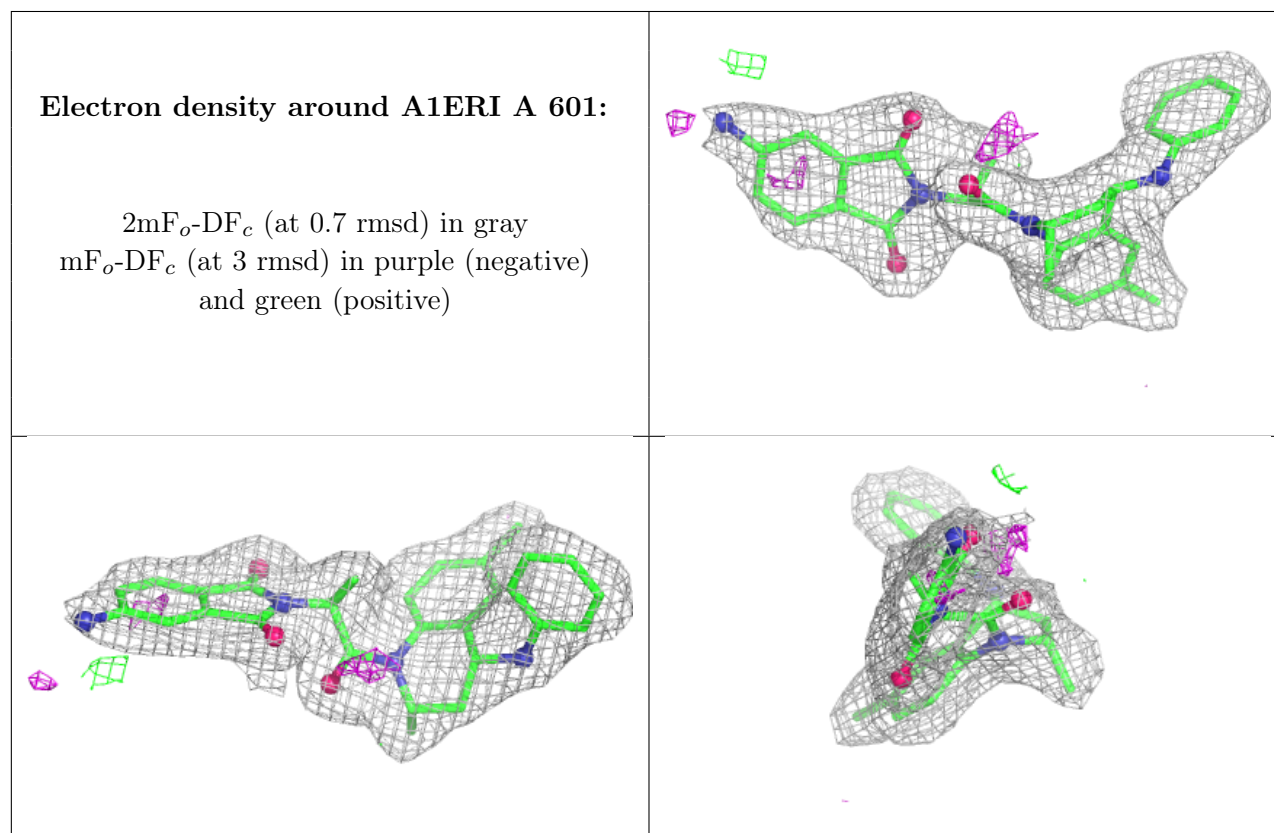 Electron density around A1ERI A 601:
2mFo-DFc (at 0.7 rmsd) in gray
mFo-DFc (at 3 rmsd) in purple (negative)
and green (positive)